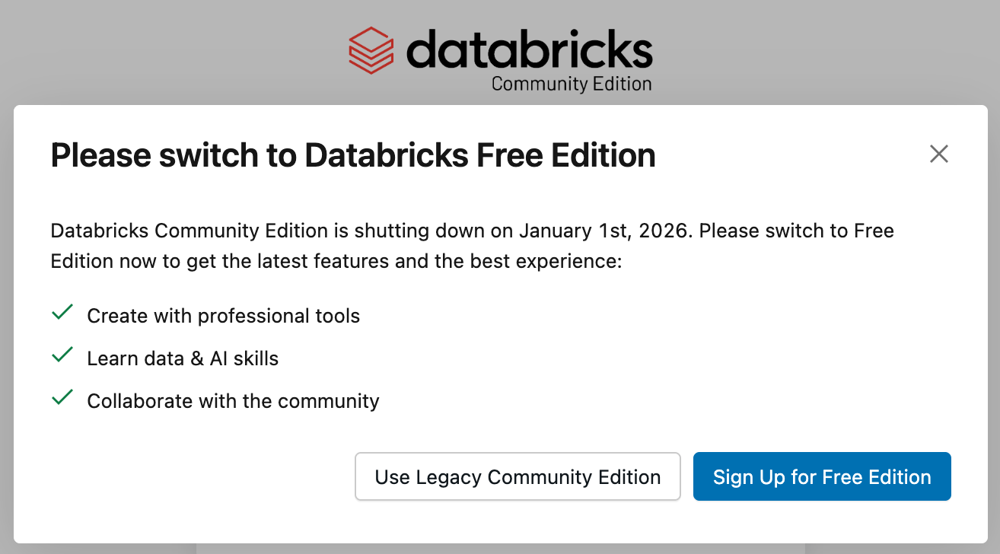 databricks
Community Edition
Please switch to Databricks Free Edition
Databricks Community Edition is shutting down on January 1st, 2026. Please switch to Free
Edition now to get the latest features and the best experience:
Create with professional tools
Learn data & AI skills
Collaborate with the community
Use Legacy Community Edition
Sign Up for Free Edition